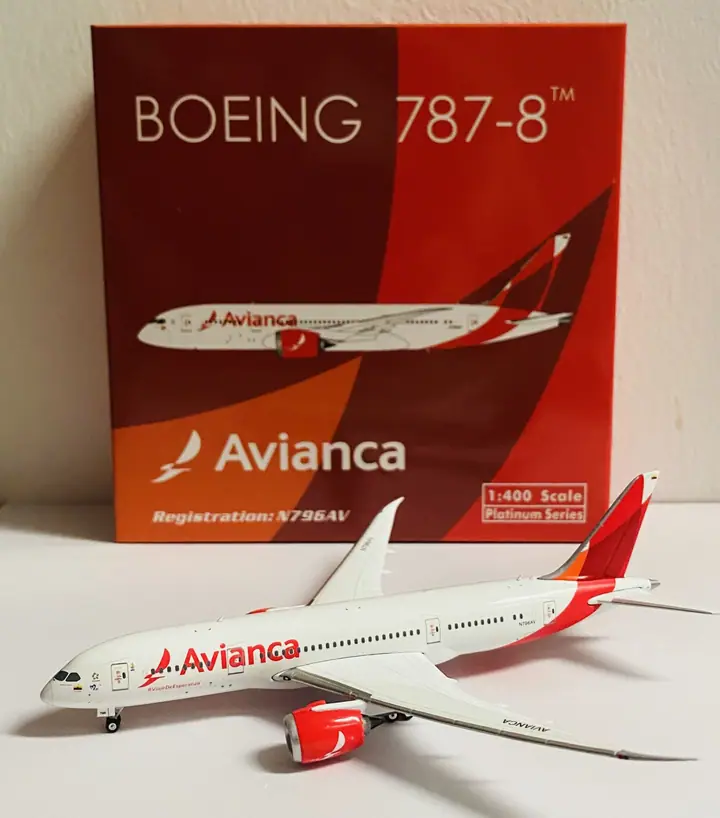 BOEING 787-8™
Avianca
Avianca
Registration: N796AV
1:400 Scale
Platinum Series
Avianca
N796AV
AVIANCA